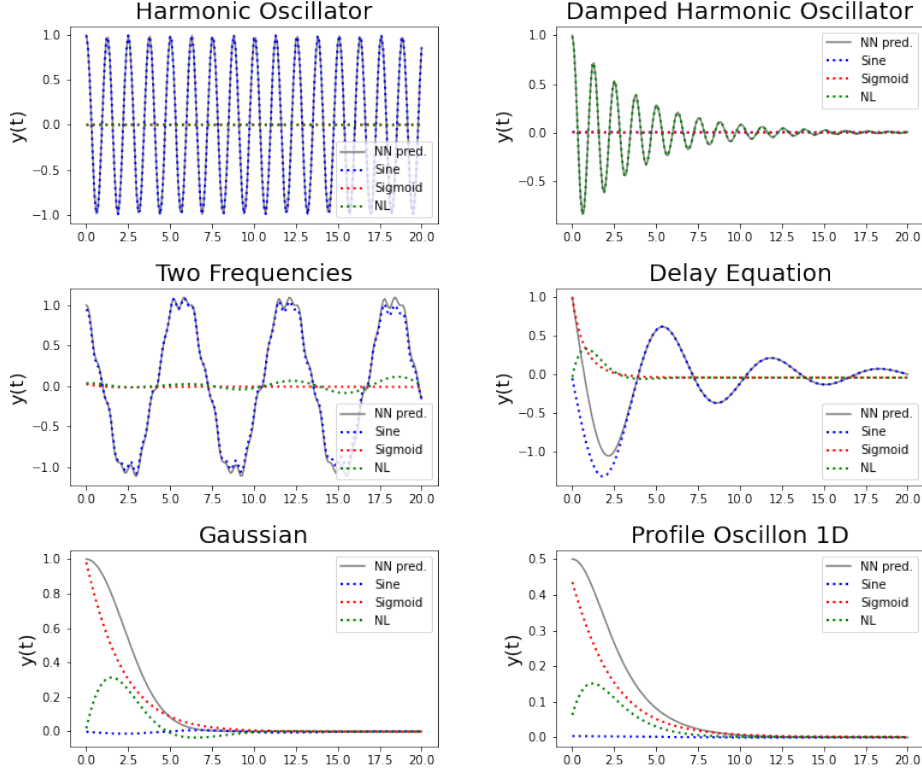 Harmonic Oscillator
y(t)
1.0
0.5
0.0
−0.5
−1.0
NN pred.
Sine
Sigmoid
NL
0.0 2.5 5.0 7.5 10.0 12.5 15.0 17.5 20.0
Damped Harmonic Oscillator
y(t)
1.0
0.5
0.0
−0.5
NN pred.
Sine
Sigmoid
NL
0.0 2.5 5.0 7.5 10.0 12.5 15.0 17.5 20.0
Two Frequencies
y(t)
1.0
0.5
0.0
−0.5
−1.0
NN pred.
Sine
Sigmoid
NL
0.0 2.5 5.0 7.5 10.0 12.5 15.0 17.5 20.0
Delay Equation
y(t)
1.0
0.5
0.0
−0.5
−1.0
NN pred.
Sine
Sigmoid
NL
0.0 2.5 5.0 7.5 10.0 12.5 15.0 17.5 20.0
Gaussian
y(t)
1.0
0.8
0.6
0.4
0.2
0.0
NN pred.
Sine
Sigmoid
NL
0.0 2.5 5.0 7.5 10.0 12.5 15.0 17.5 20.0
Profile Oscillon 1D
y(t)
0.5
0.4
0.3
0.2
0.1
0.0
NN pred.
Sine
Sigmoid
NL
0.0 2.5 5.0 7.5 10.0 12.5 15.0 17.5 20.0